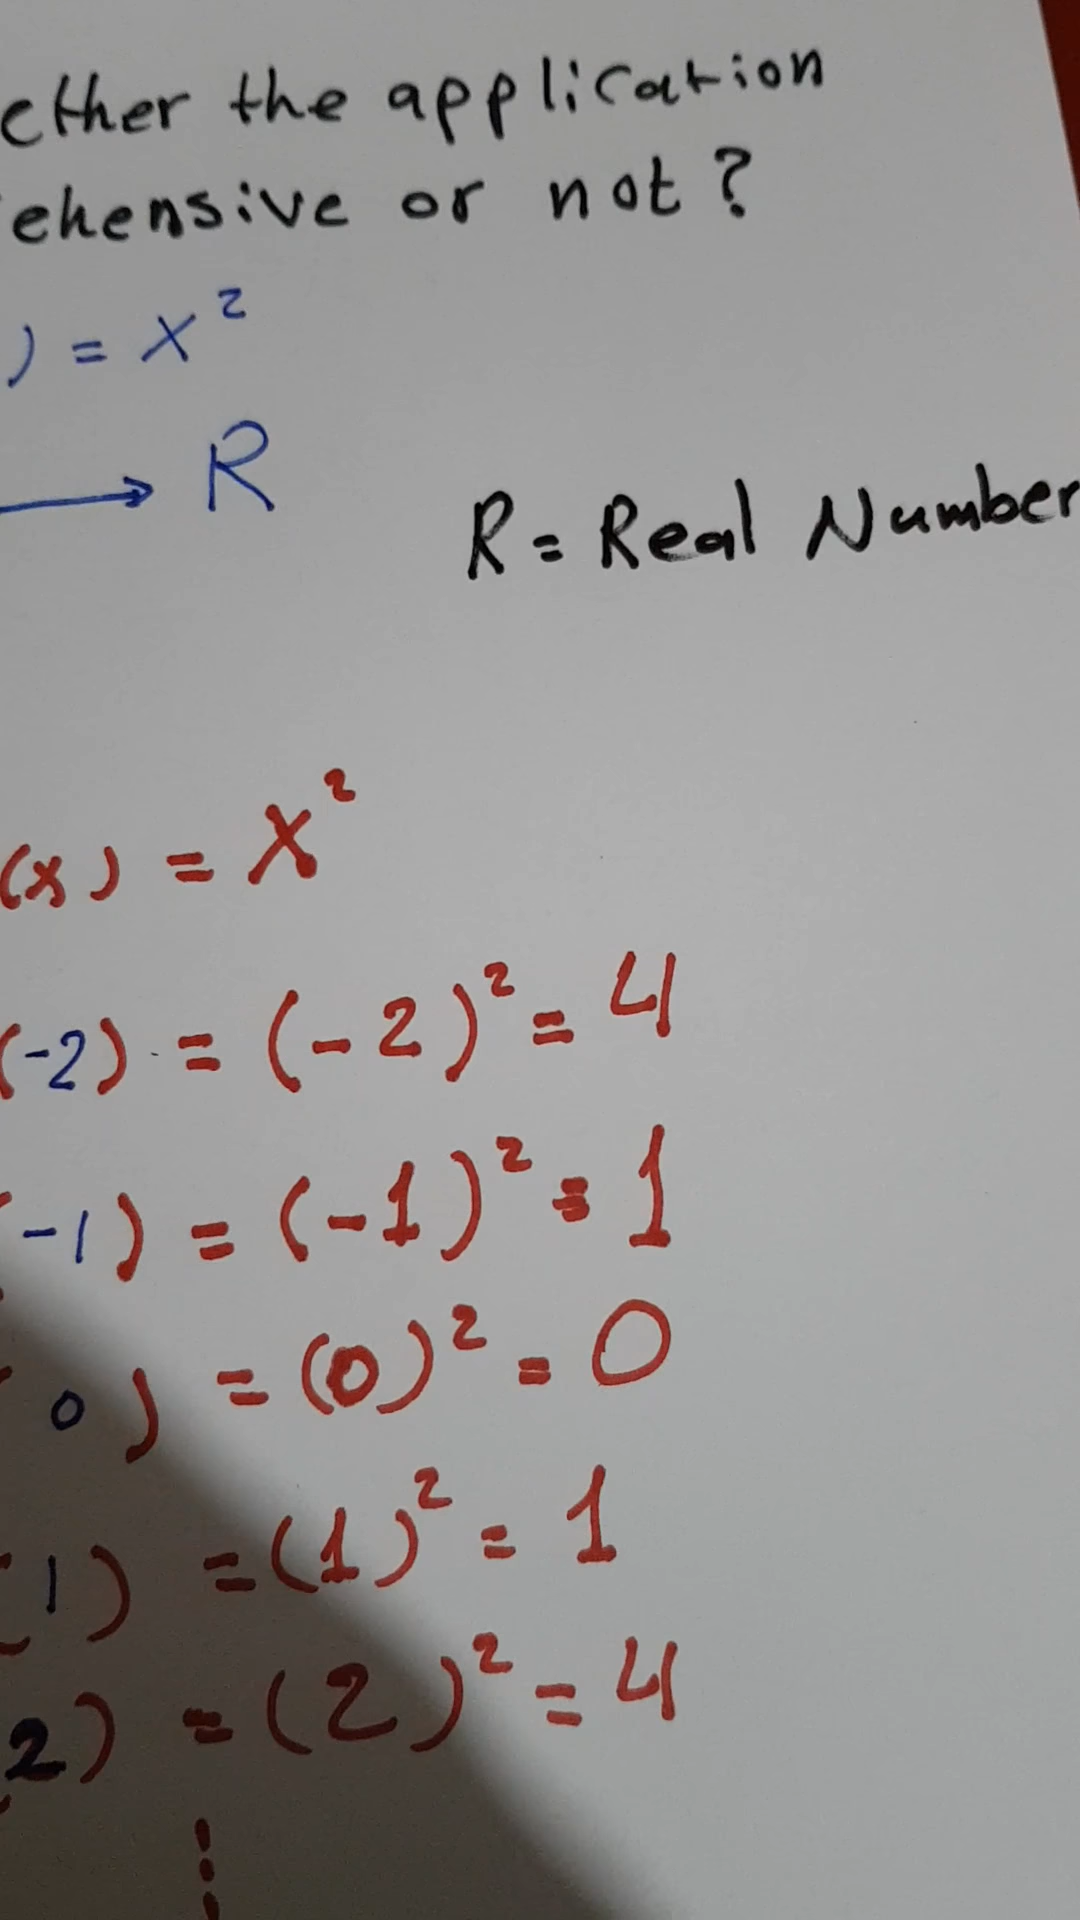 ether the application
ehensive or not?
) = x²
→ R
R = Real Number
(x) = x²
(-2) = (-2)² = 4
-1) = (-1)² = 1
0) = (0)² = 0
(1) = (1)² = 1
2) = (2)² = 4